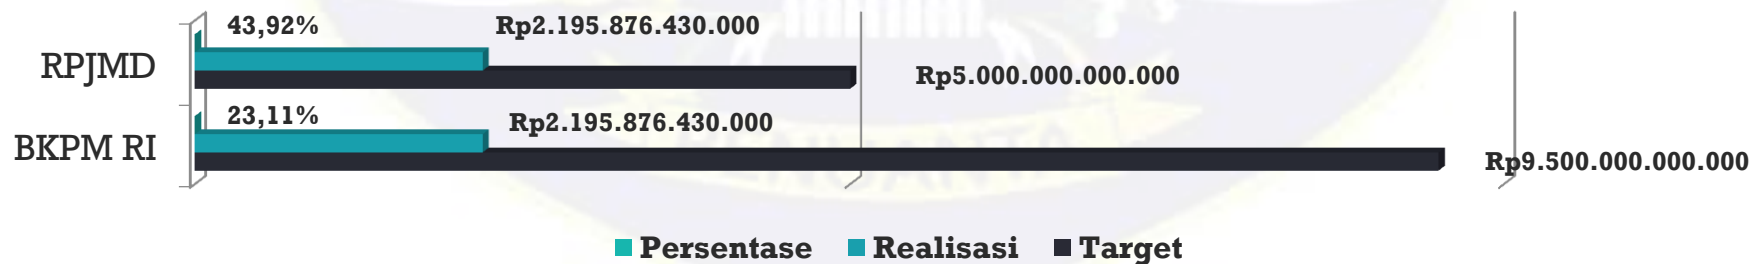 43,92% Rp2.195.876.430.000
RPJMD
Rp5.000.000.000.000
23,11% Rp2.195.876.430.000
BKPM RI
Rp9.500.000.000.000
Persentase Realisasi Target